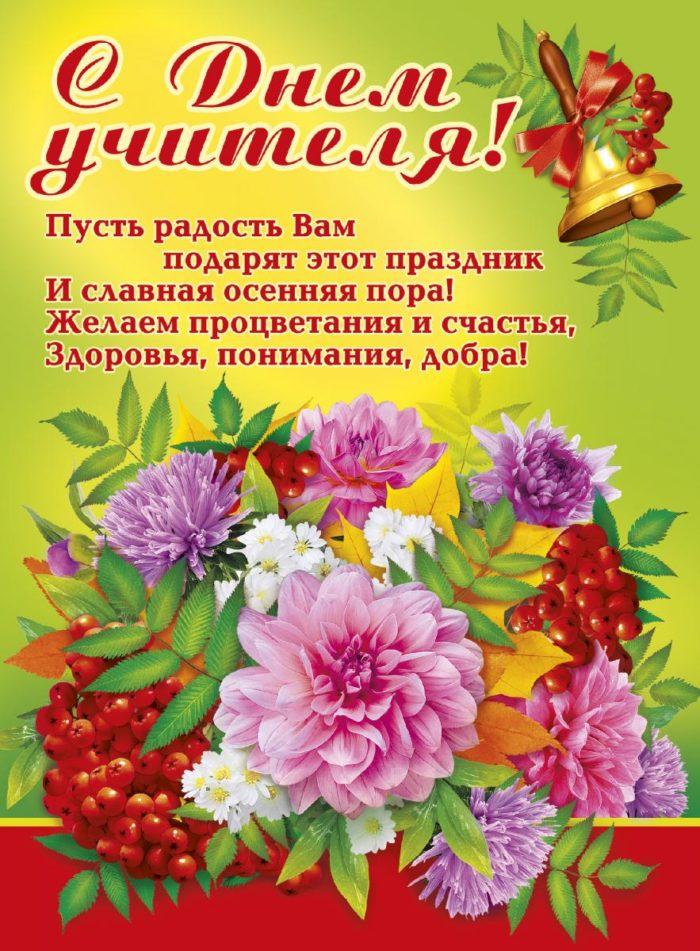 С Днем
учителя!
Пусть радость Вам
подарят этот праздник
И славная осенняя пора!
Желаем процветания и счастья,
Здоровья, понимания, добра!